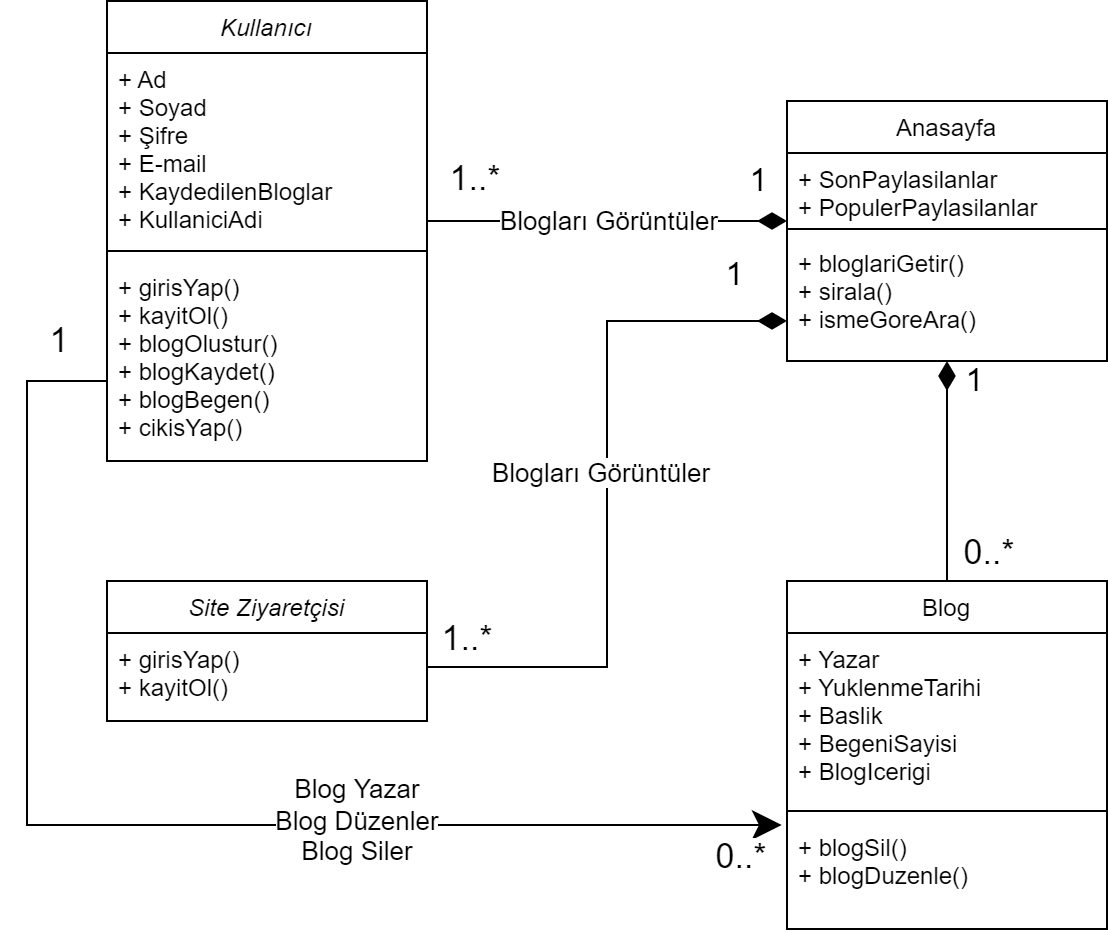 Kullanıcı
+ Ad
+ Soyad
+ Şifre
+ E-mail
+ KaydedilenBloglar
+ KullaniciAdi
+ girisYap()
+ kayitOl()
+ blogOlustur()
+ blogKaydet()
+ blogBegen()
+ cikisYap()
1..*
Blogları Görüntüler
1
Anasayfa
+ SonPaylasilanlar
+ PopulerPaylasilanlar
+ bloglariGetir()
+ sirala()
+ ismeGoreAra()
1
1
1
Blogları Görüntüler
0..*
Site Ziyaretçisi
+ girisYap()
+ kayitOl()
1..*
Blog
+ Yazar
+ YuklenmeTarihi
+ Baslik
+ BegeniSayisi
+ BlogIcerigi
+ blogSil()
+ blogDuzenle()
Blog Yazar
Blog Düzenler
Blog Siler
0..*